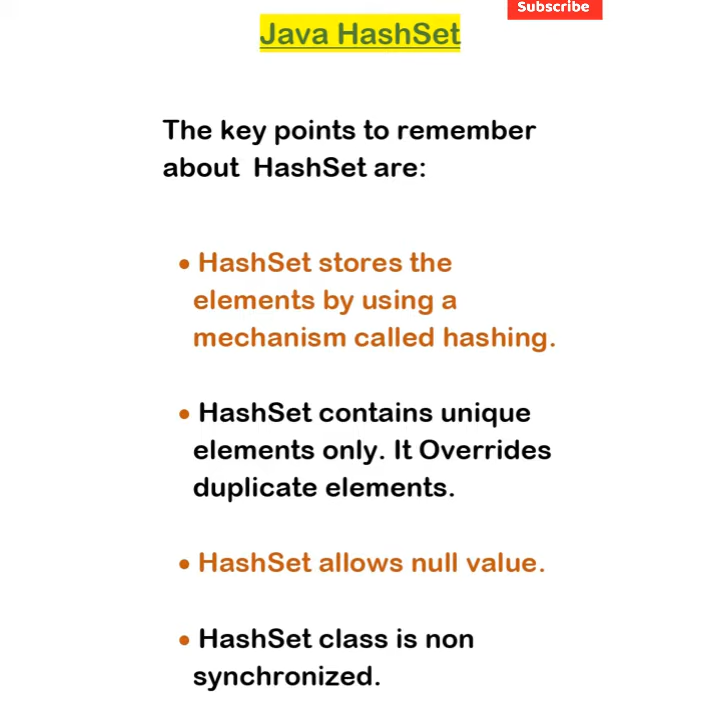 Subscribe
Java HashSet
The key points to remember
about HashSet are:
• HashSet stores the
elements by using a
mechanism called hashing.
• HashSet contains unique
elements only. It Overrides
duplicate elements.
• HashSet allows null value.
• HashSet class is non
synchronized.